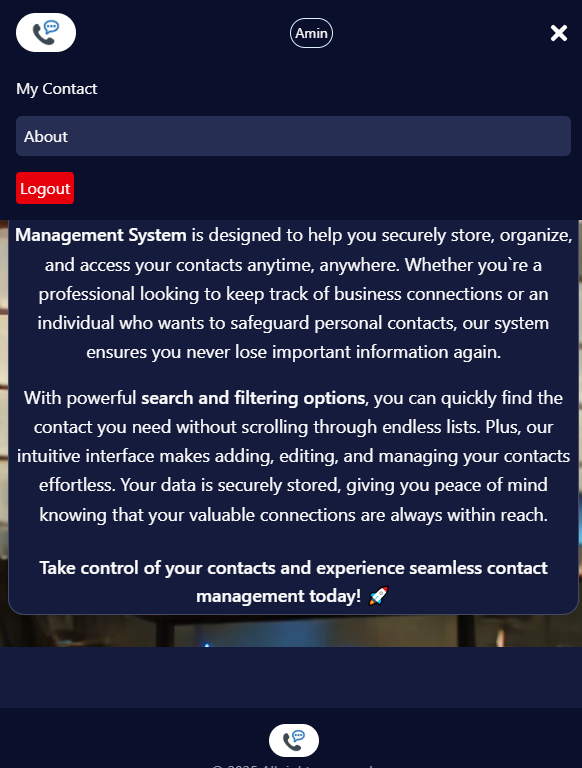 Amin
My Contact
About
Logout
Management System is designed to help you securely store, organize,
and access your contacts anytime, anywhere. Whether you`re a
professional looking to keep track of business connections or an
individual who wants to safeguard personal contacts, our system
ensures you never lose important information again.
With powerful search and filtering options, you can quickly find the
contact you need without scrolling through endless lists. Plus, our
intuitive interface makes adding, editing, and managing your contacts
effortless. Your data is securely stored, giving you peace of mind
knowing that your valuable connections are always within reach.
Take control of your contacts and experience seamless contact
management today! 🚀